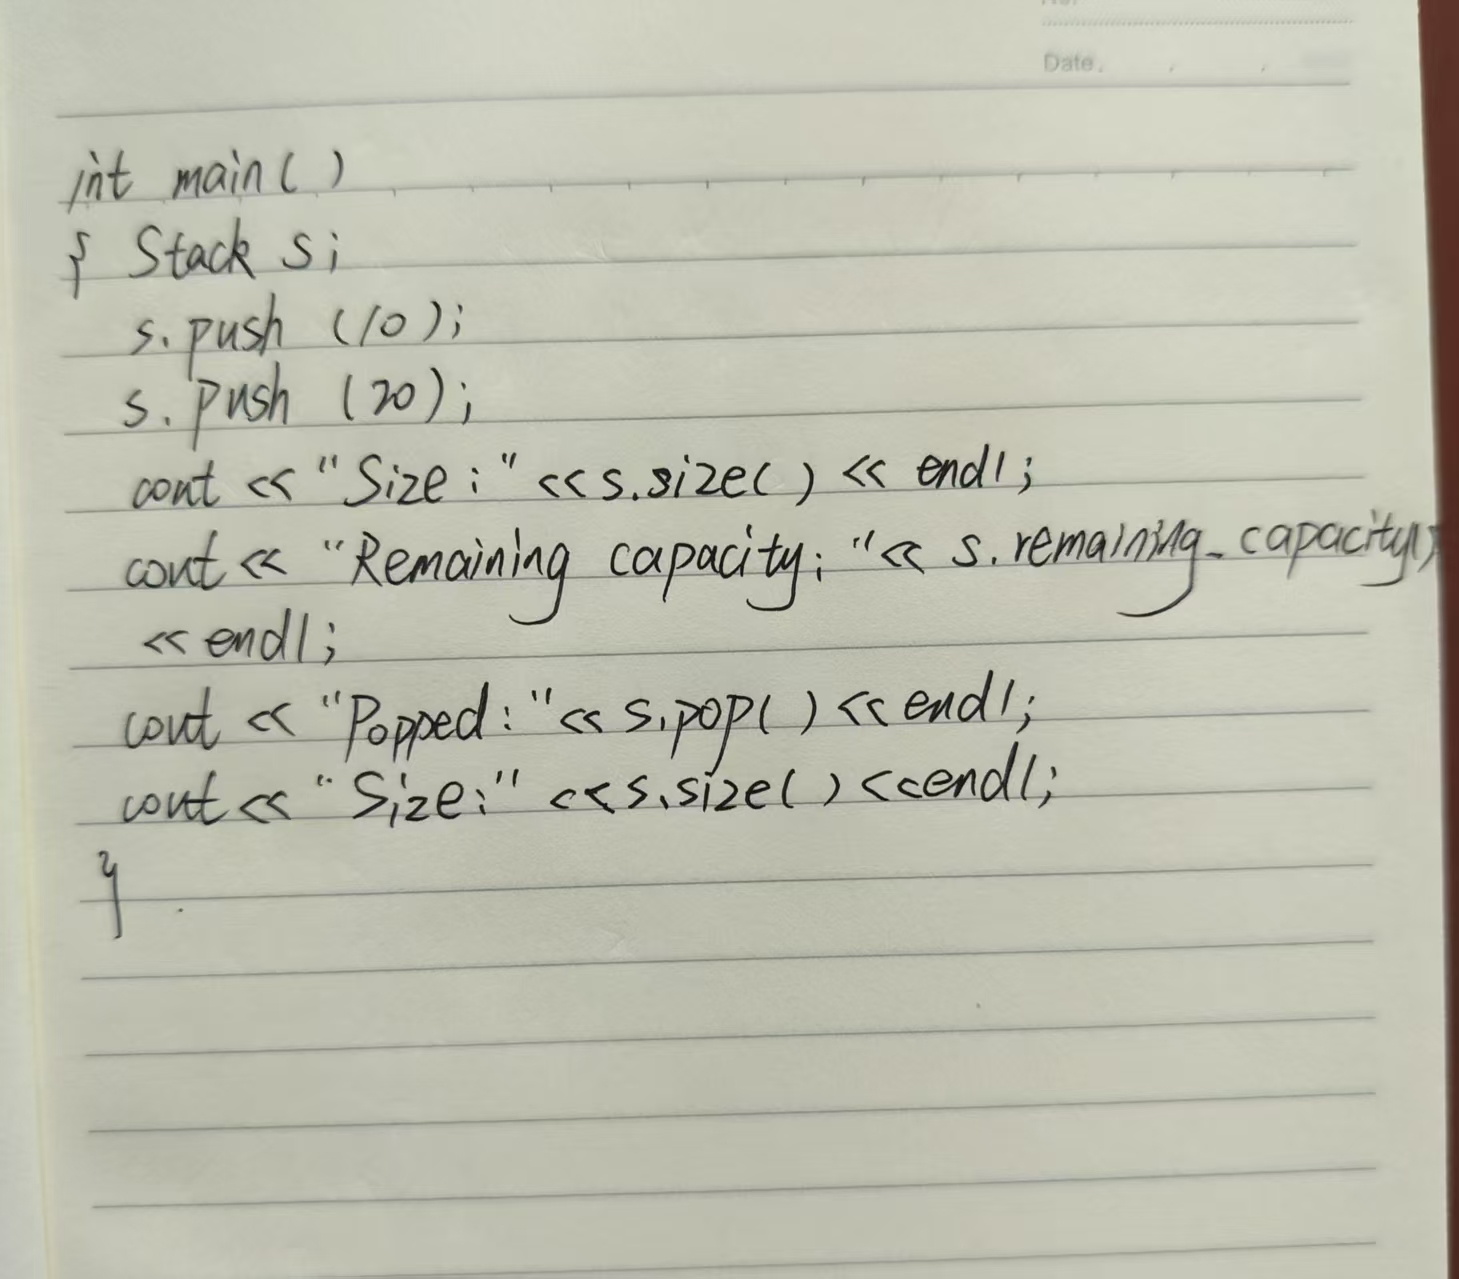 Date.
int main()
{ Stack s;
s.push (10);
s.push (20);
cout << "Size:" << s.size() << endl;
cout << "Remaining capacity: "<< s.remaining_capacity()
<< endl;
cout << "Popped: "<< s.pop() << endl;
cout << "Size:" << s.size() << endl;
}